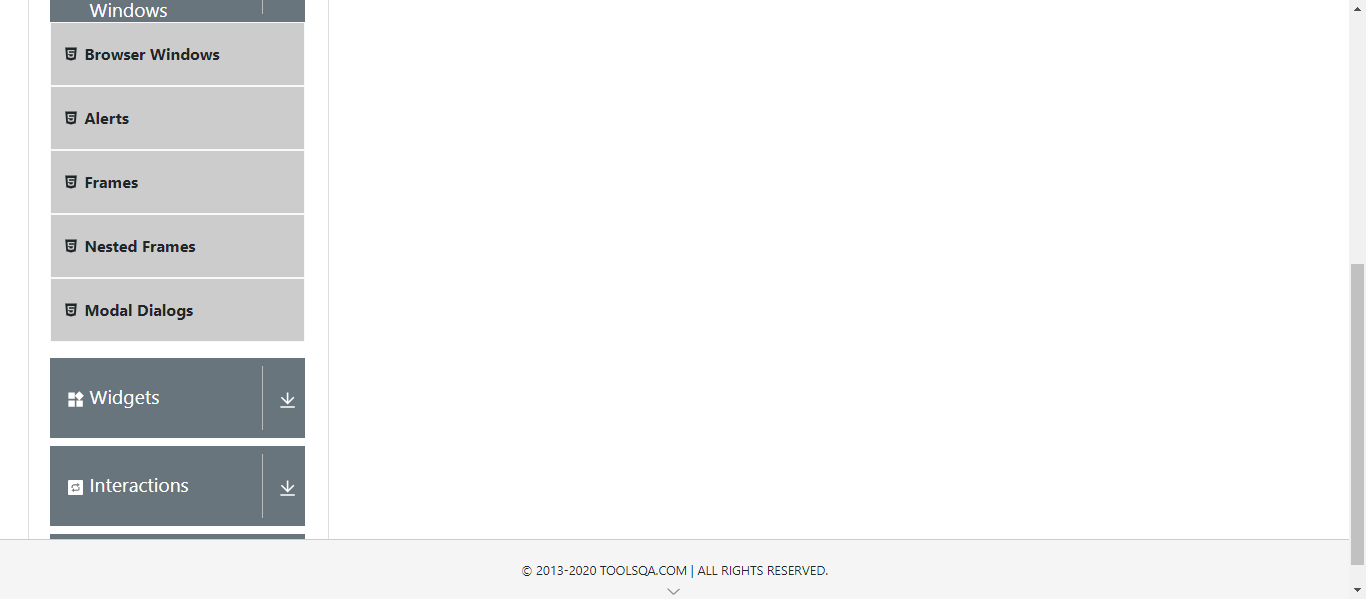 Windows
Browser Windows
Alerts
Frames
Nested Frames
Modal Dialogs
Widgets
Interactions
© 2013-2020 TOOLSQA.COM | ALL RIGHTS RESERVED.